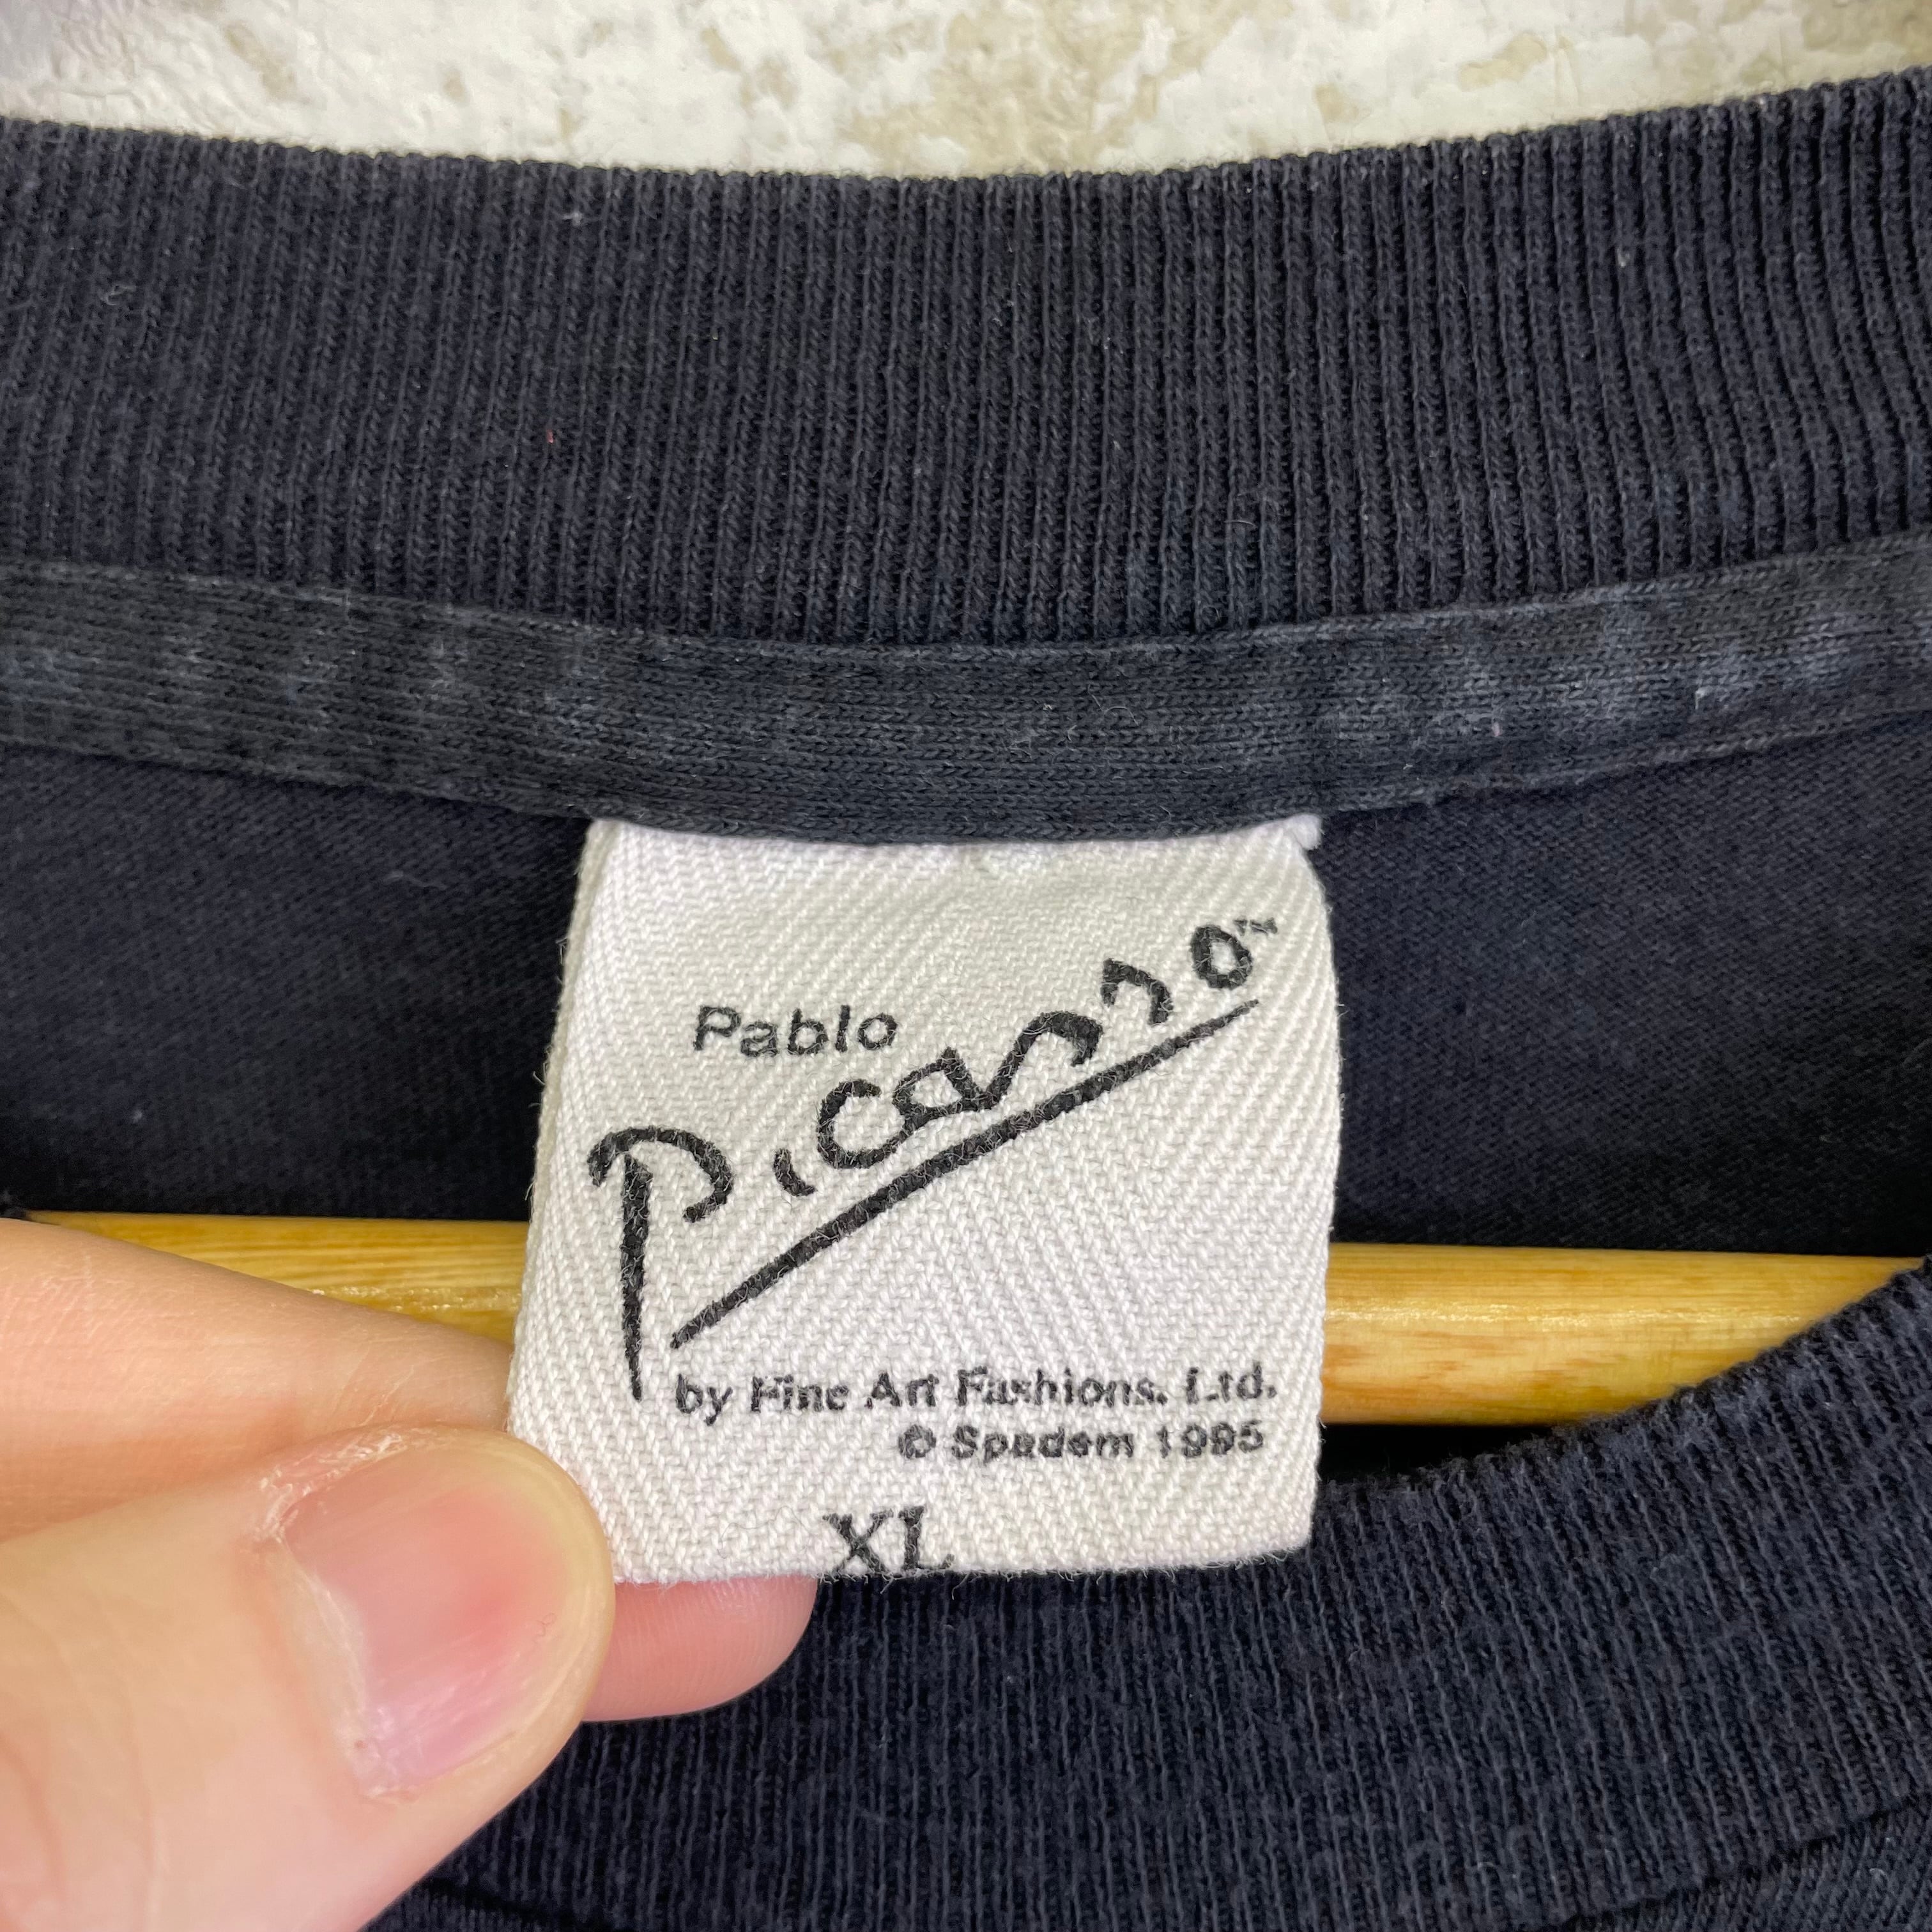 Pablo
Picasso™
by Fine Art Fashions. Ltd.
© Spadem 1995
XL